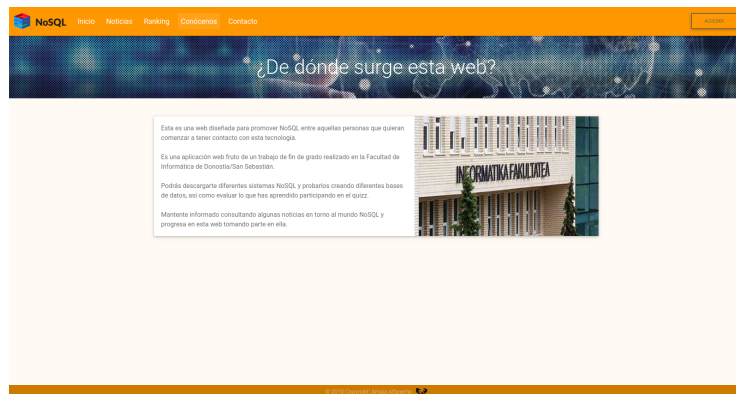 NoSQL Inicio Noticias Ranking Conócenos Contacto ACCEDER
¿De dónde surge esta web?
Esta es una web diseñada para promover NoSQL entre aquellas personas que quieran
comenzar a tener contacto con esta tecnología.
Es una aplicación web fruto de un trabajo de fin de grado realizado en la Facultad de
Informática de Donostia/San Sebastián.
Podrás descargarte diferentes sistemas NoSQL y probarlos creando diferentes bases
de datos, así como evaluar lo que has aprendido participando en el quizz.
Mantente informado consultando algunas noticias en torno al mundo NoSQL y
progresa en esta web tomando parte en ella.
INFORMATIKA FAKULTATEA
© 2019 Copyright: